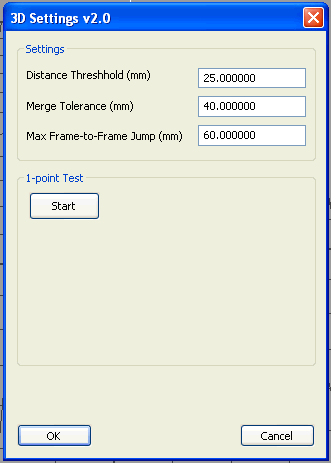 3D Settings v2.0
Settings
Distance Threshhold (mm) 25.000000
Merge Tolerance (mm) 40.000000
Max Frame-to-Frame Jump (mm) 60.000000
1-point Test
Start
OK Cancel